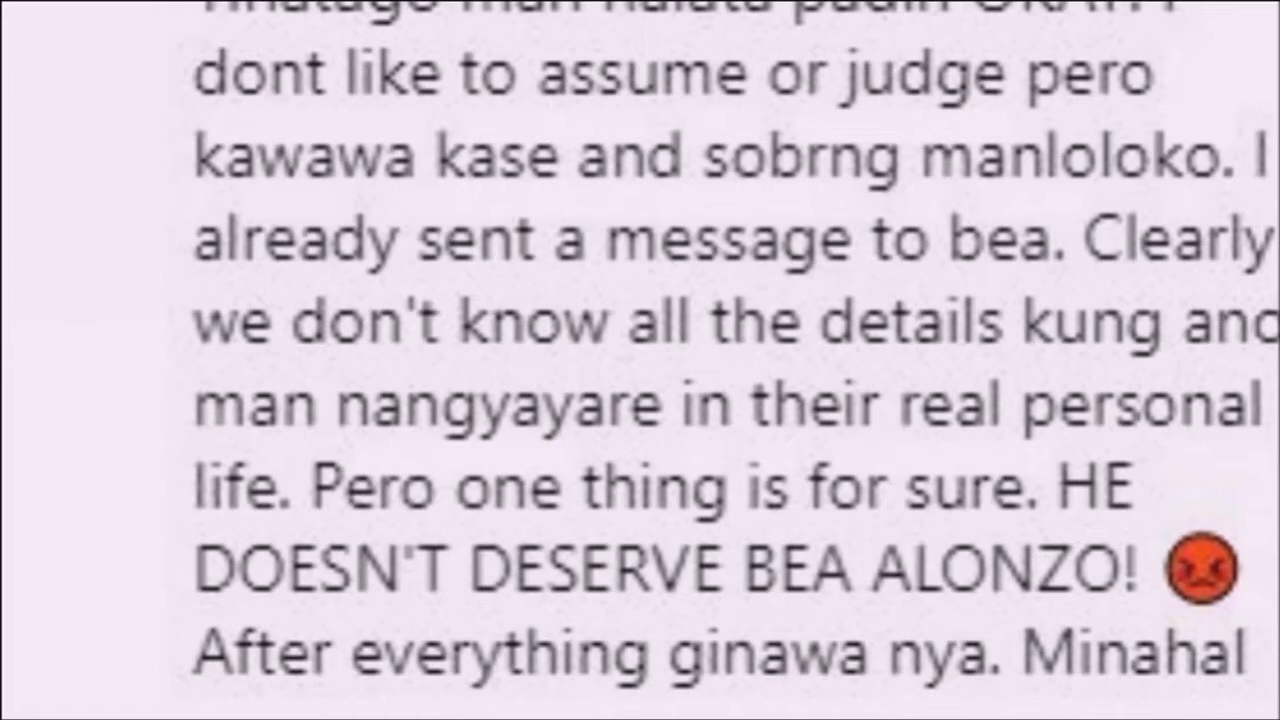 dont like to assume or judge pero
kawawa kase and sobrng manloloko. I
already sent a message to bea. Clearly
we don't know all the details kung and
man nangyayare in their real personal
life. Pero one thing is for sure. HE
DOESN'T DESERVE BEA ALONZO! 😡
After everything ginawa nya. Minahal